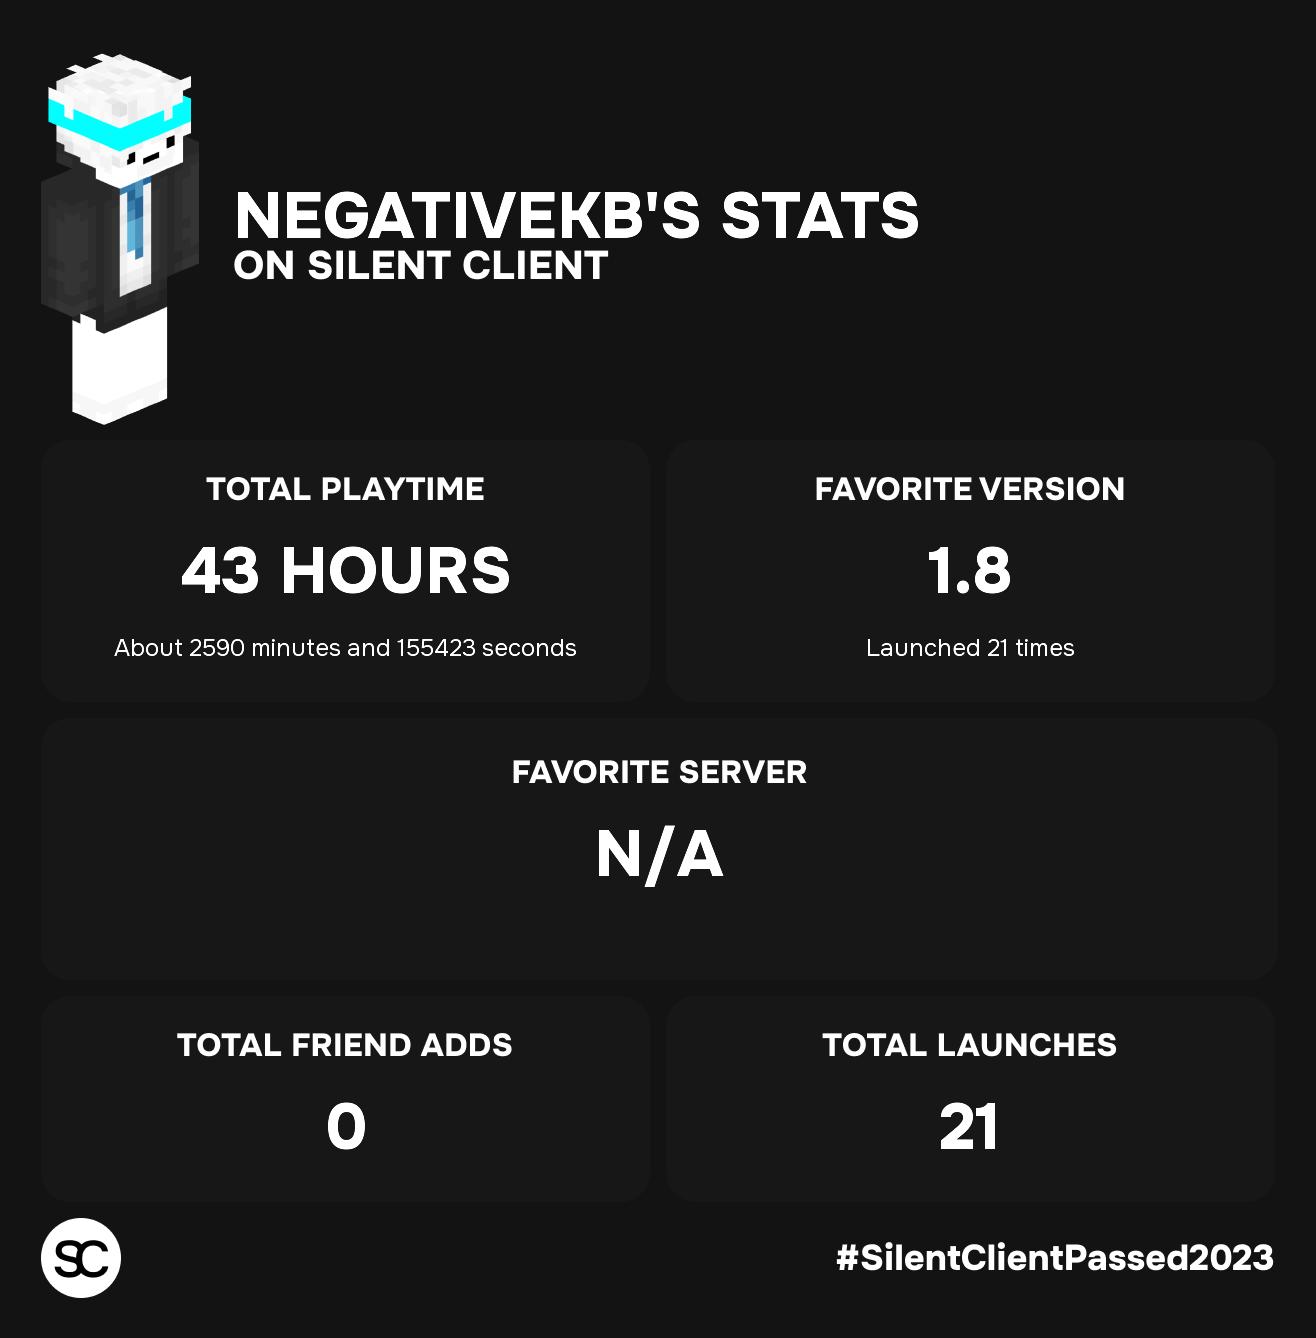 NEGATIVEKB'S STATS
ON SILENT CLIENT
TOTAL PLAYTIME
43 HOURS
About 2590 minutes and 155423 seconds
FAVORITE VERSION
1.8
Launched 21 times
FAVORITE SERVER
N/A
TOTAL FRIEND ADDS
0
TOTAL LAUNCHES
21
SC
#SilentClientPassed2023